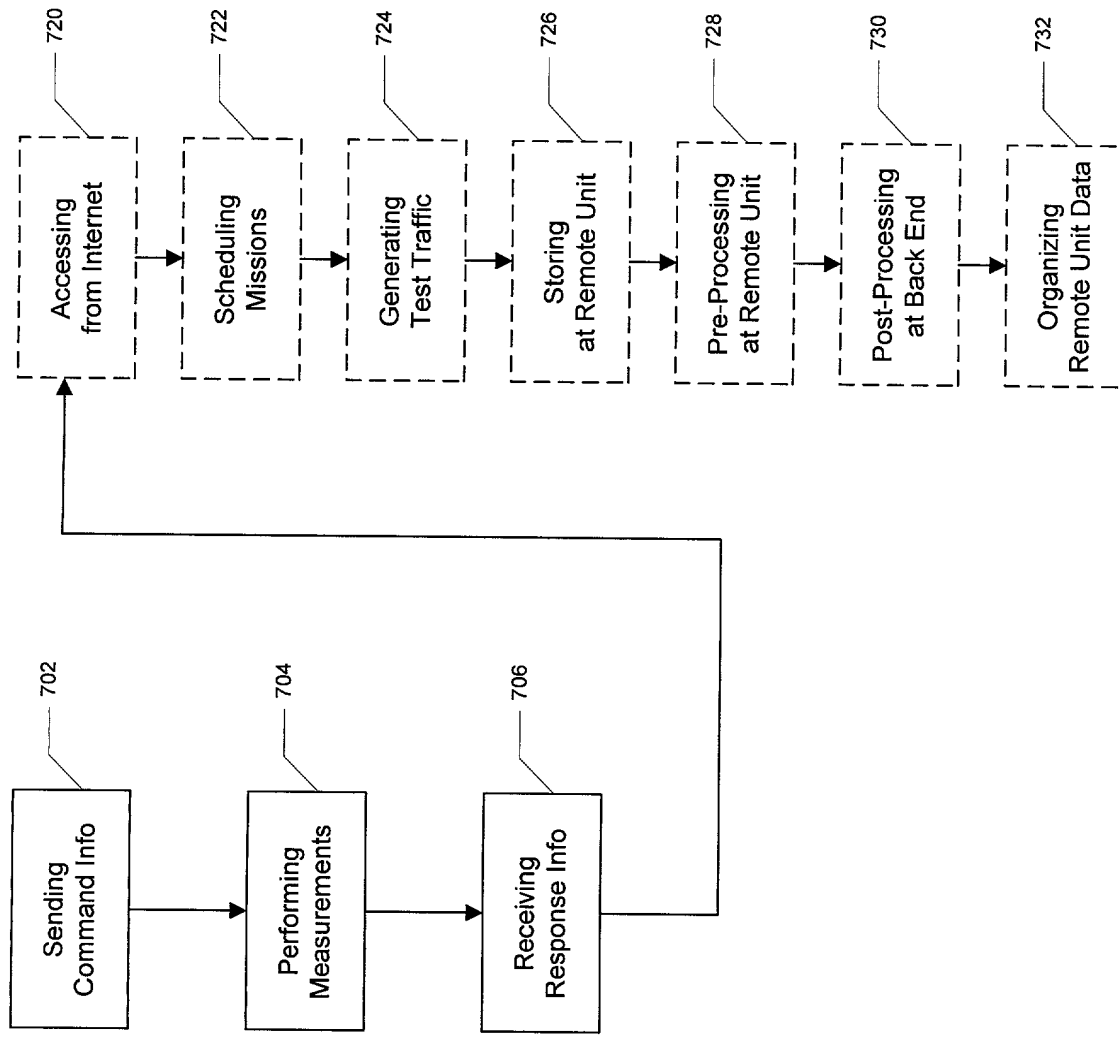 702
Sending
Command Info
704
Performing
Measurements
706
Receiving
Response Info
720
Accessing
from Internet
722
Scheduling
Missions
724
Generating
Test Traffic
726
Storing
at Remote Unit
728
Pre-Processing
at Remote Unit
730
Post-Processing
at Back End
732
Organizing
Remote Unit Data